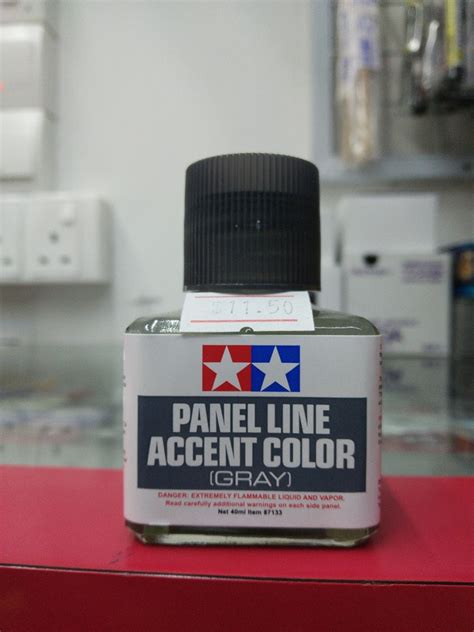 $11.50
PANEL LINE
ACCENT COLOR
(GRAY)
DANGER: EXTREMELY FLAMMABLE LIQUID AND VAPOR.
Read carefully additional warnings on each side panel.
Net 40ml Item 87133